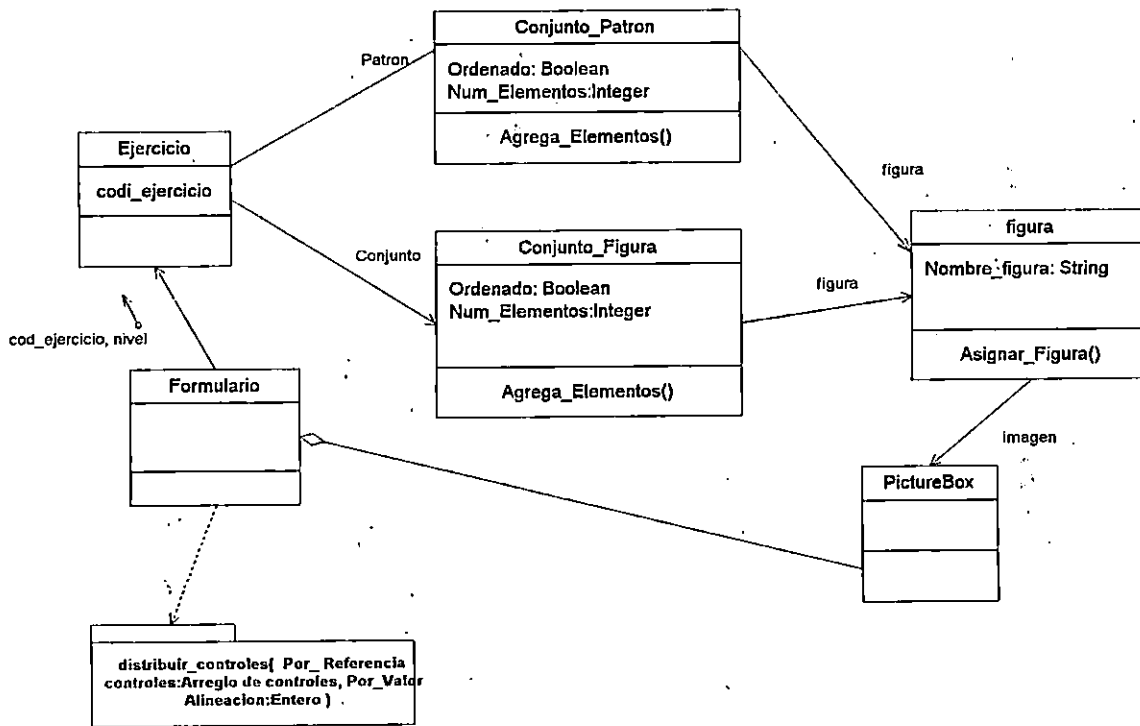 Conjunto_Patron
Ordenado: Boolean
Num_Elementos:Integer
Agrega_Elementos()
Patron
Ejercicio
codi_ejercicio
figura
Conjunto
Conjunto_Figura
Ordenado: Boolean
Num_Elementos:Integer
Agrega_Elementos()
figura
figura
Nombre_figura: String
Asignar_Figura()
cod_ejercicio, nivel
Formulario
imagen
PictureBox
distribuir_controles( Por_ Referencia
controles:Arreglo de controles, Por_Valor
Alineacion:Entero )